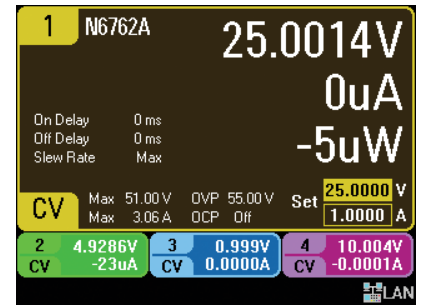 1 N6762A 25.0014V
0uA
-5uW
On Delay 0 ms
Off Delay 0 ms
Slew Rate Max
CV Max 51.00 V OVP 55.00 V Set 25.0000 V
Max 3.06 A OCP Off 1.0000 A
2 4.9286V 3 0.999V 4 10.004V
CV -23uA CV 0.0000A CV -0.0001A
LAN